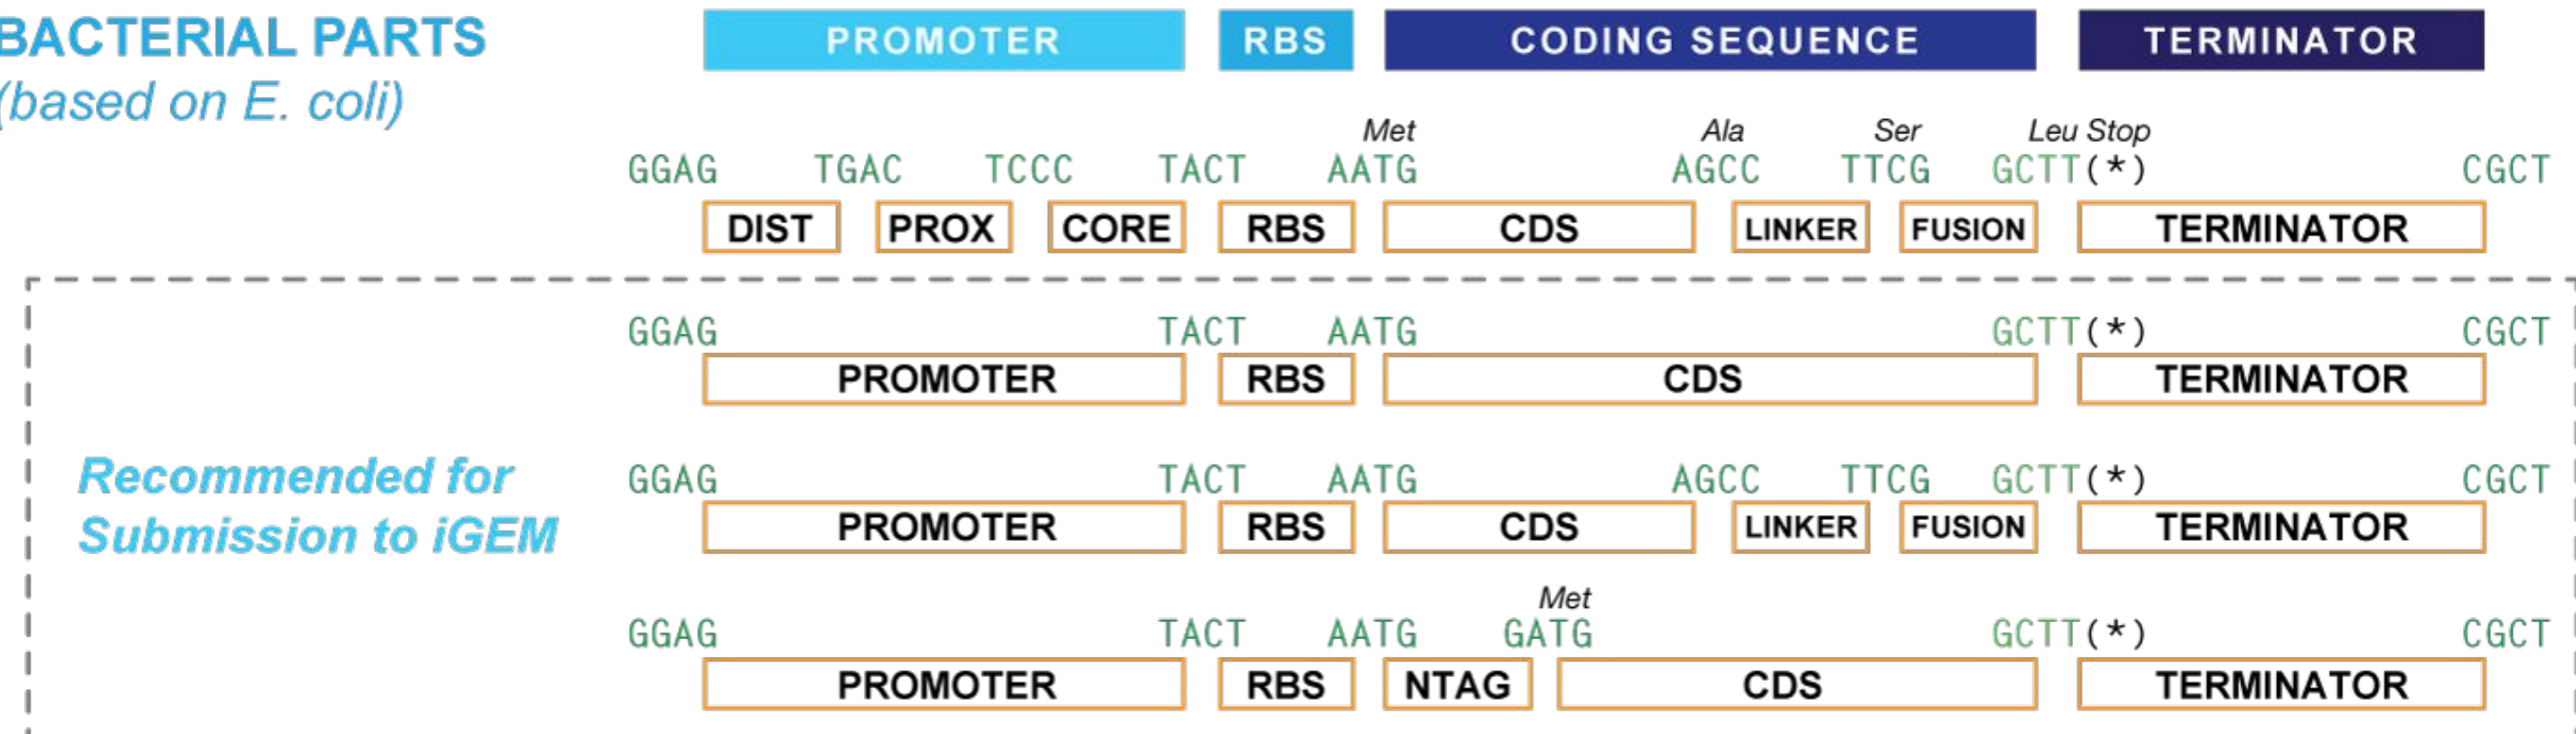 BACTERIAL PARTS
(based on E. coli)
PROMOTER RBS CODING SEQUENCE TERMINATOR
Met Ala Ser Leu Stop
GGAG TGAC TCCC TACT AATG AGCC TTCG GCTT(*) CGCT
DIST PROX CORE RBS CDS LINKER FUSION TERMINATOR
GGAG TACT AATG GCTT(*) CGCT
PROMOTER RBS CDS TERMINATOR
Recommended for
Submission to iGEM
GGAG TACT AATG AGCC TTCG GCTT(*) CGCT
PROMOTER RBS CDS LINKER FUSION TERMINATOR
Met
GGAG TACT AATG GATG GCTT(*) CGCT
PROMOTER RBS NTAG CDS TERMINATOR